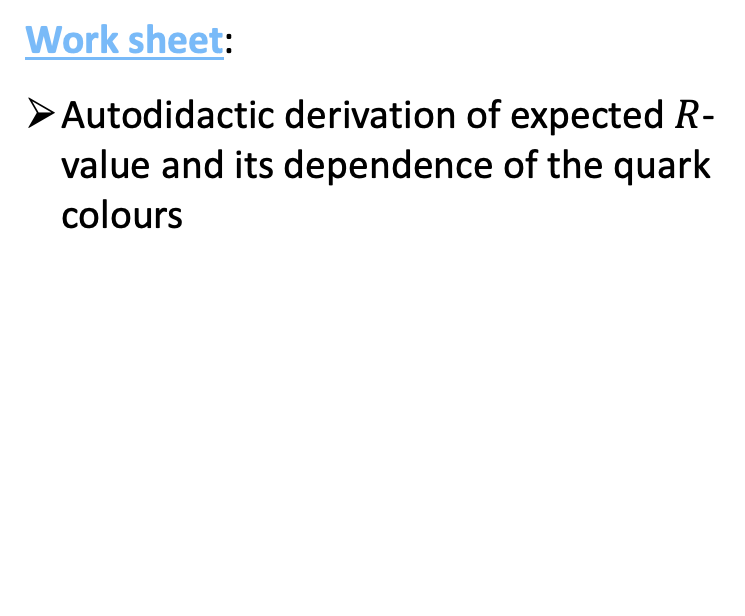 Work sheet:
➢Autodidactic derivation of expected R-
value and its dependence of the quark
colours